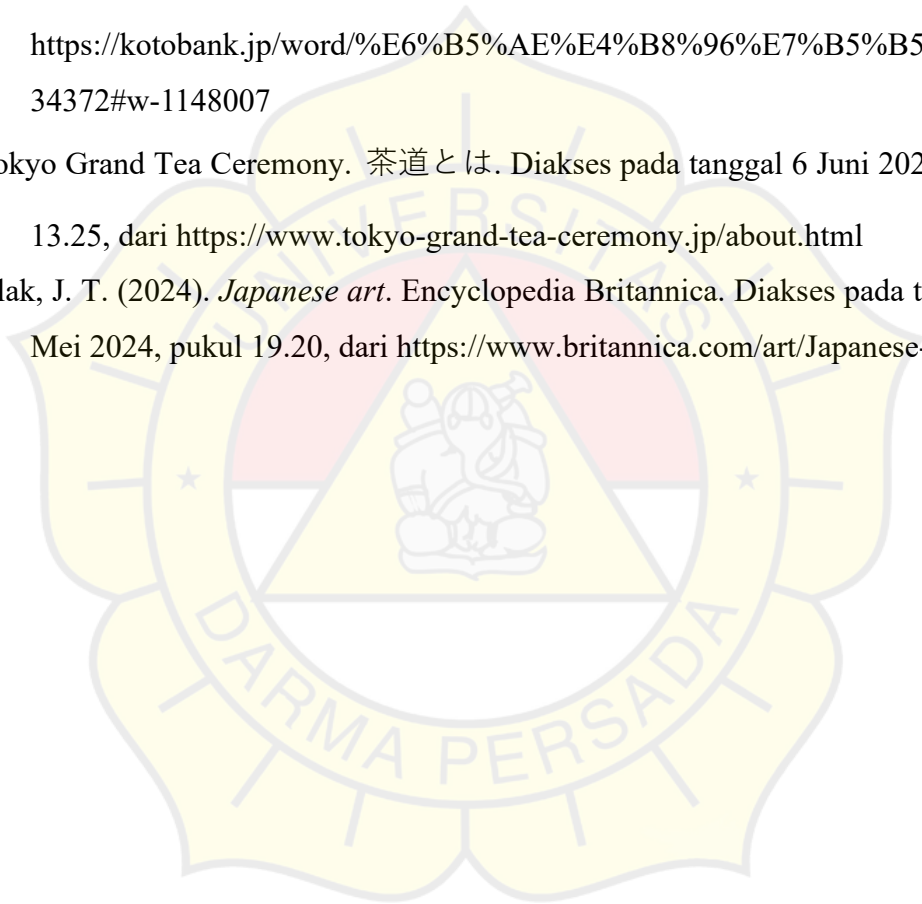 https://kotobank.jp/word/%E6%B5%AE%E4%B8%96%E7%B5%B5
34372#w-1148007
okyo Grand Tea Ceremony. 茶道とは. Diakses pada tanggal 6 Juni 202
13.25, dari https://www.tokyo-grand-tea-ceremony.jp/about.html
lak, J. T. (2024). Japanese art. Encyclopedia Britannica. Diakses pada t
Mei 2024, pukul 19.20, dari https://www.britannica.com/art/Japanese-
UNIVERSITAS
DARMA PERSADA